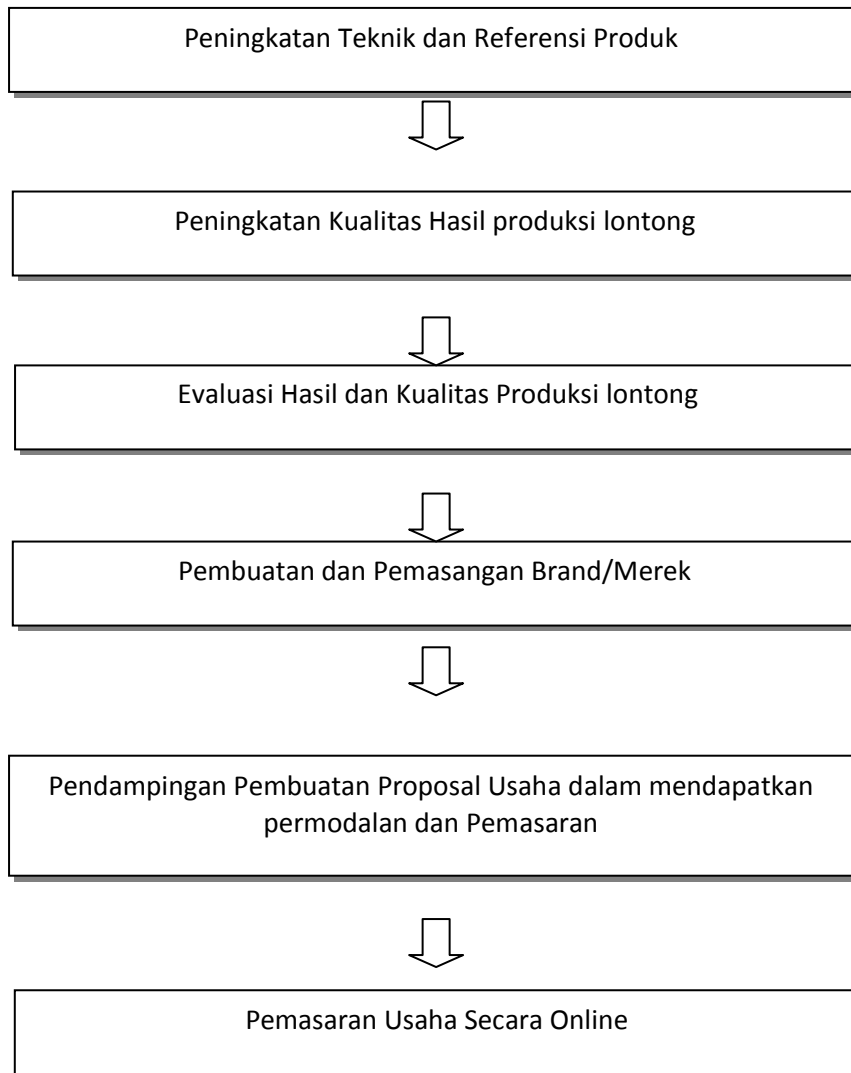 Peningkatan Teknik dan Referensi Produk
Peningkatan Kualitas Hasil produksi lontong
Evaluasi Hasil dan Kualitas Produksi lontong
Pembuatan dan Pemasangan Brand/Merek
Pendampingan Pembuatan Proposal Usaha dalam mendapatkan
permodalan dan Pemasaran
Pemasaran Usaha Secara Online